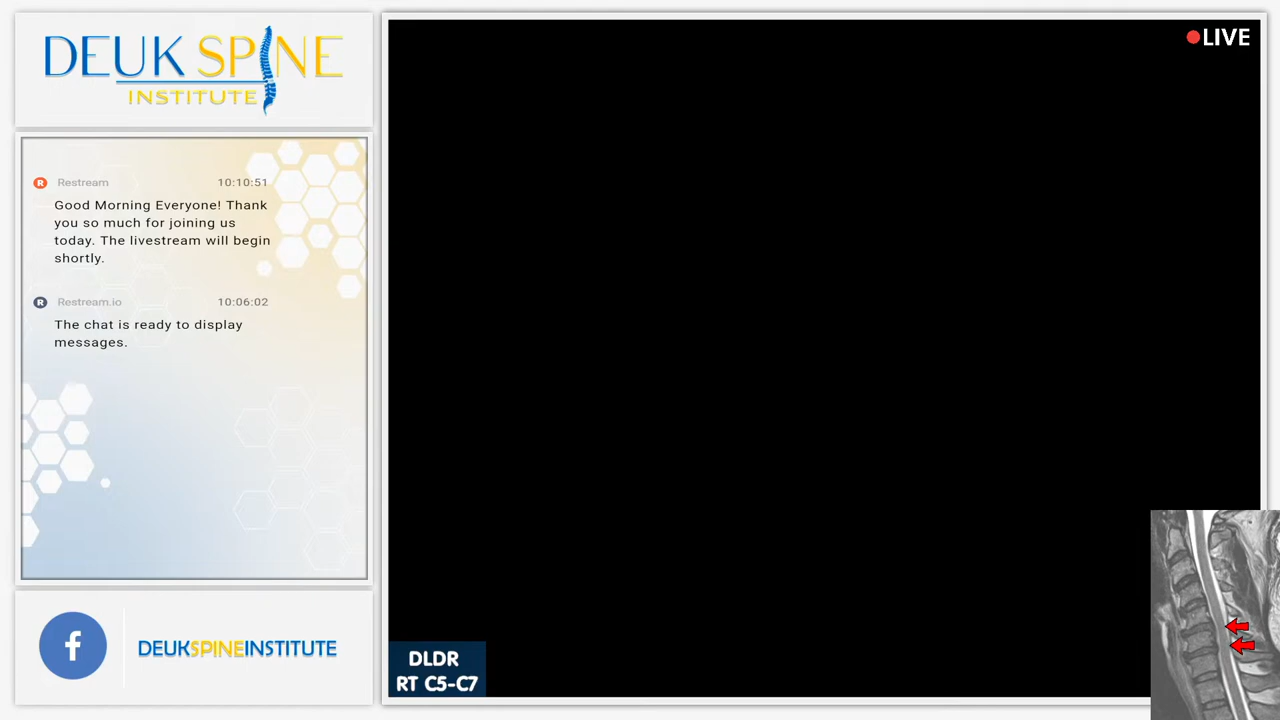 DEUK SPINE
INSTITUTE
Restream 10:10:51
Good Morning Everyone! Thank
you so much for joining us
today. The livestream will begin
shortly.
Restream.io 10:06:02
The chat is ready to display
messages.
DEUKSPINEINSTITUTE
LIVE
DLDR
RT C5-C7